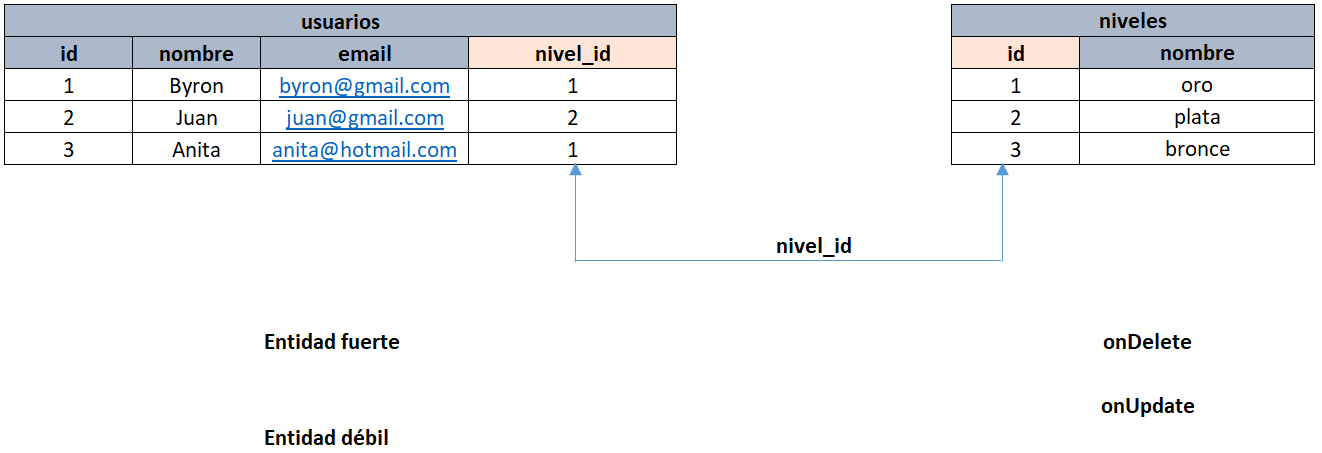 usuarios
id nombre email nivel_id
1 Byron byron@gmail.com 1
2 Juan juan@gmail.com 2
3 Anita anita@hotmail.com 1
niveles
id nombre
1 oro
2 plata
3 bronce
nivel_id
Entidad fuerte
onDelete
onUpdate
Entidad débil